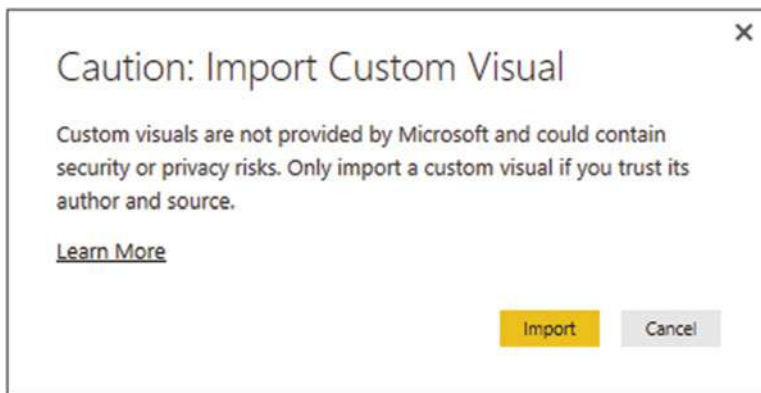 Caution: Import Custom Visual
Custom visuals are not provided by Microsoft and could contain
security or privacy risks. Only import a custom visual if you trust its
author and source.
Learn More
Import Cancel